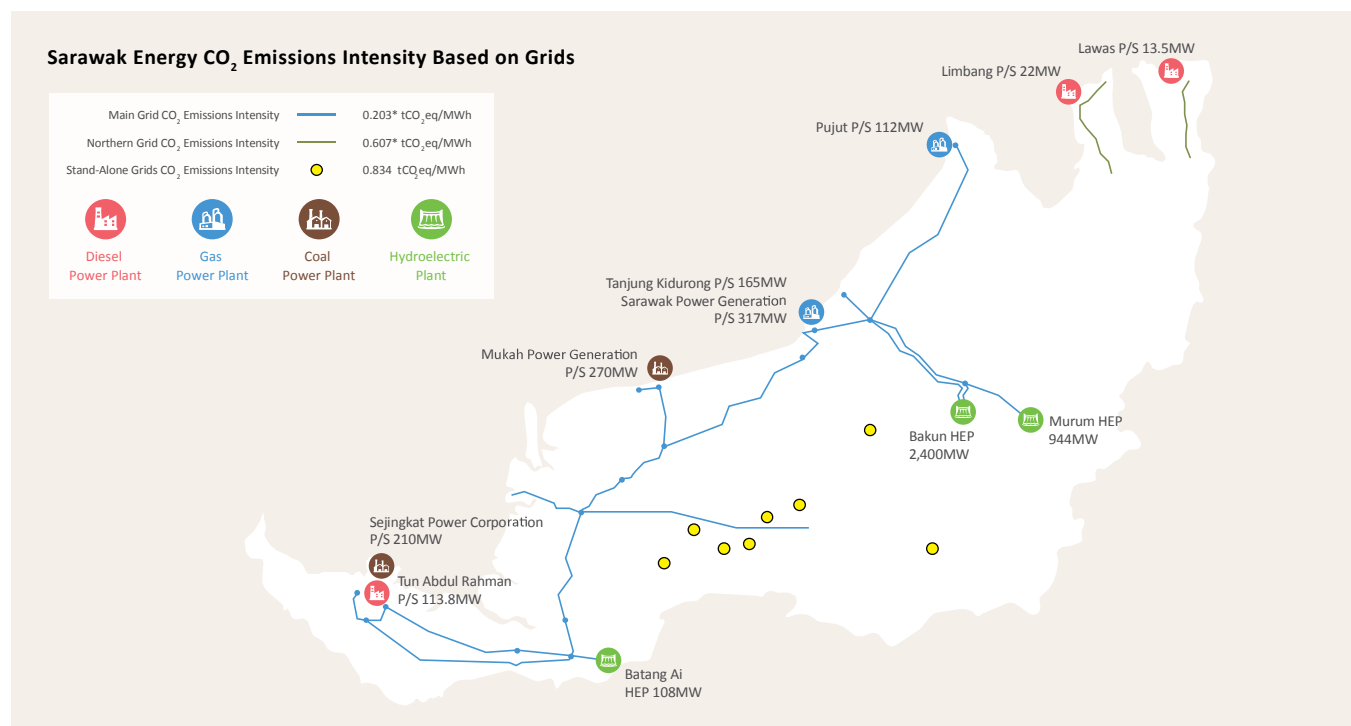 Sarawak Energy CO2 Emissions Intensity Based on Grids
Main Grid CO2 Emissions Intensity 0.203* tCO2eq/MWh
Northern Grid CO2 Emissions Intensity 0.607* tCO2eq/MWh
Stand-Alone Grids CO2 Emissions Intensity 0.834 tCO2eq/MWh
Diesel
Power Plant
Gas
Power Plant
Coal
Power Plant
Hydroelectric
Plant
Lawas P/S 13.5MW
Limbang P/S 22MW
Pujut P/S 112MW
Tanjung Kidurong P/S 165MW
Sarawak Power Generation
P/S 317MW
Mukah Power Generation
P/S 270MW
Bakun HEP
2,400MW
Murum HEP
944MW
Sejingkat Power Corporation
P/S 210MW
Tun Abdul Rahman
P/S 113.8MW
Batang Ai
HEP 108MW